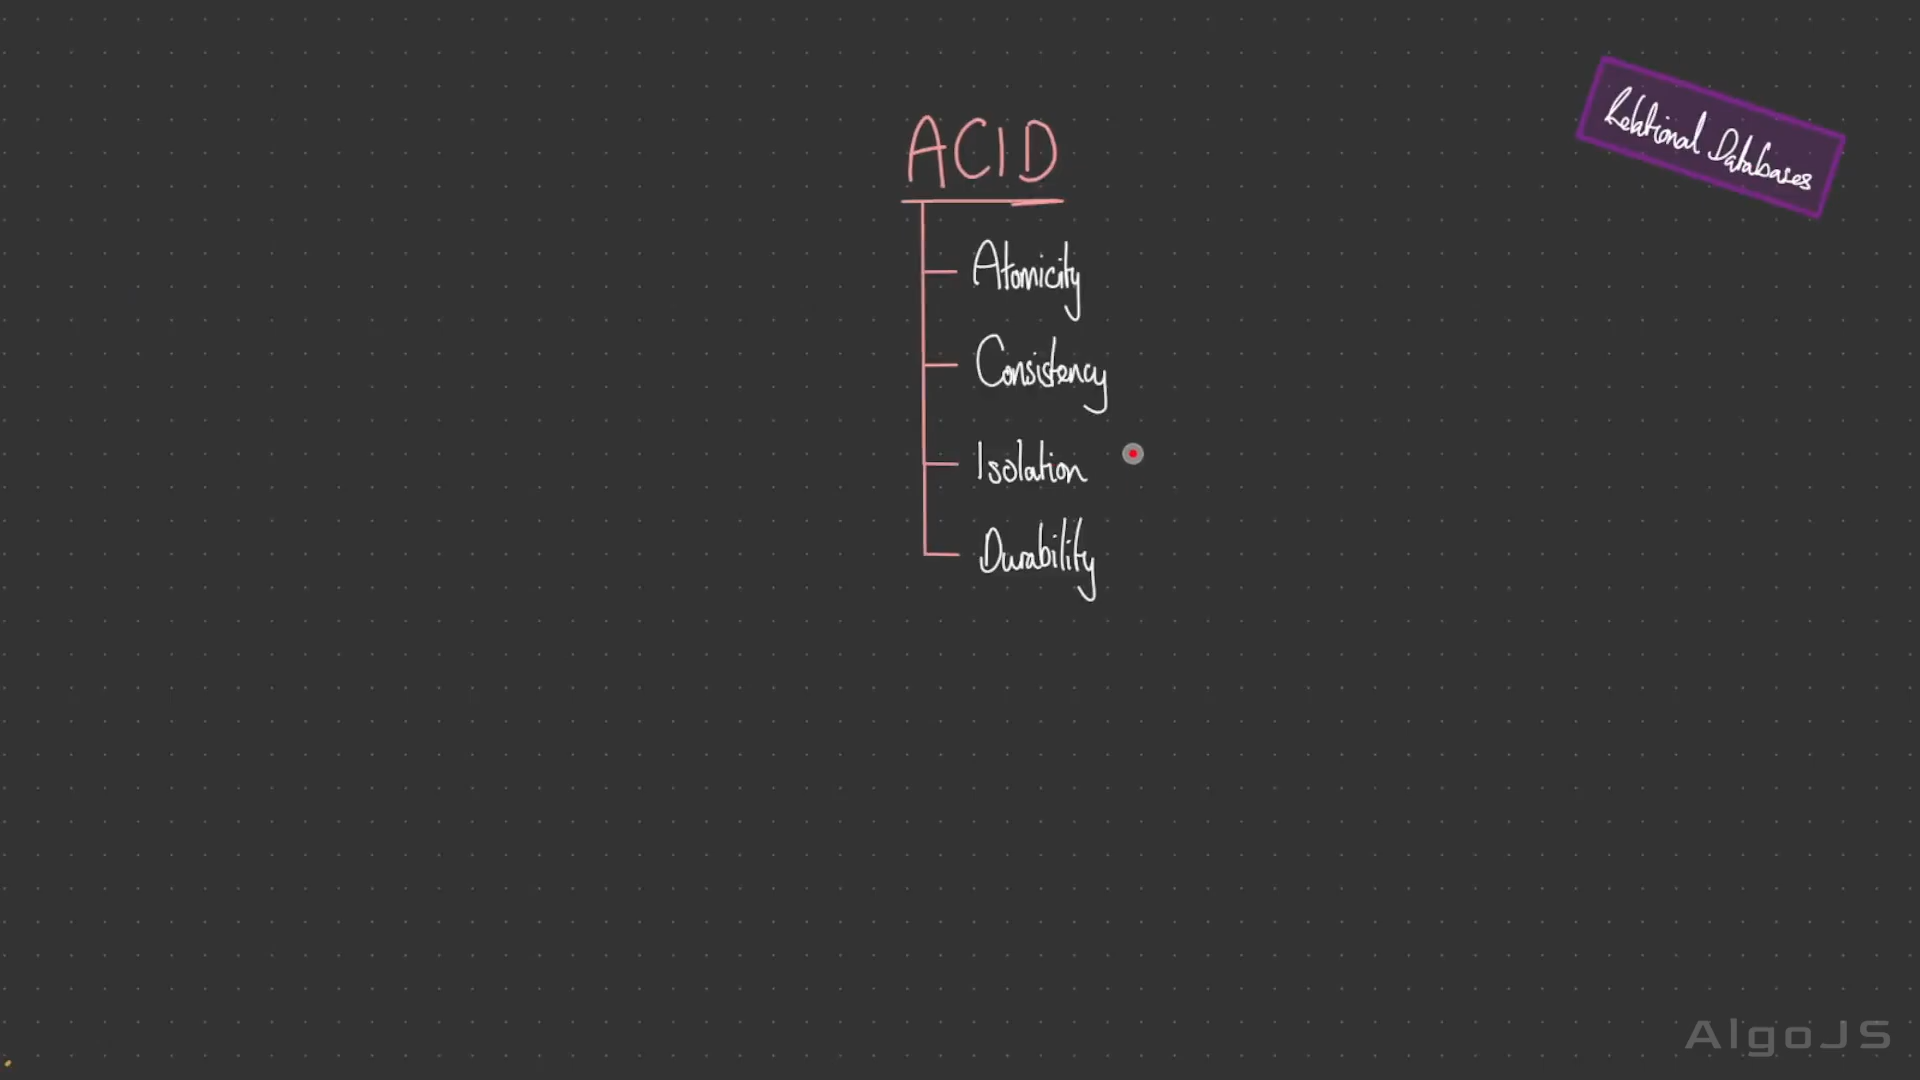 ACID
Relational Databases
Atomicity
Consistency
Isolation
Durability
AlgoJS